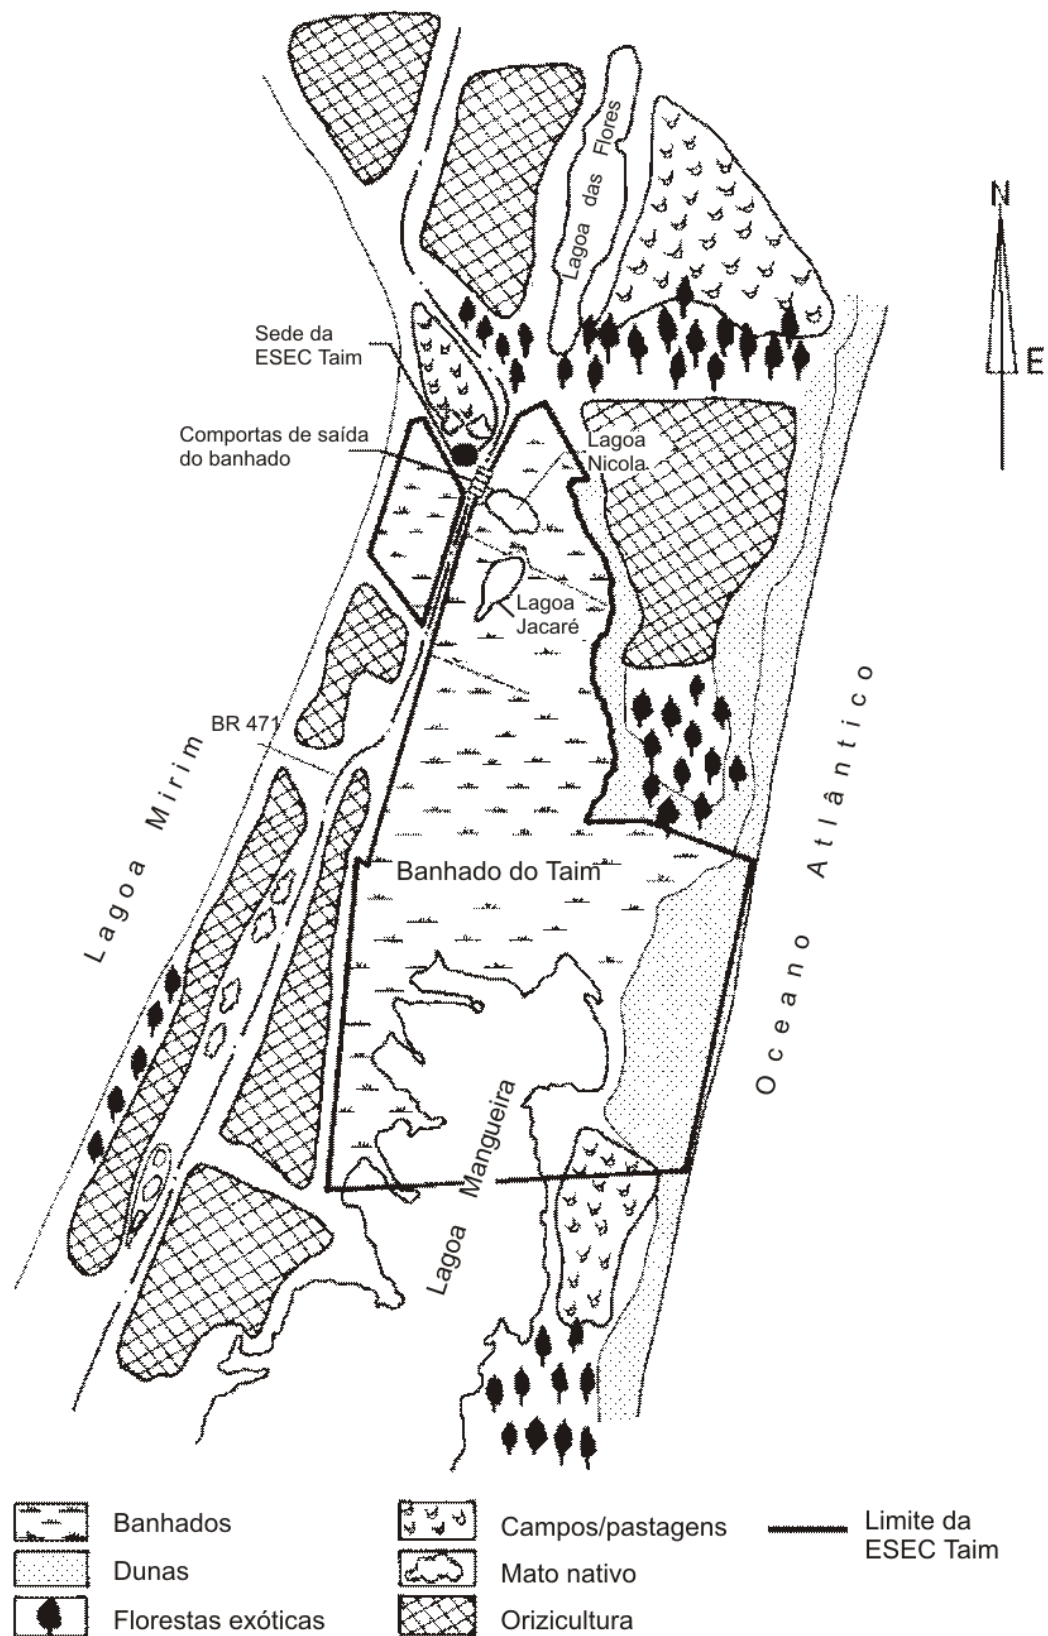 Lagoa das Flores
N
E
Sede da
ESEC Taim
Comportas de saída
do banhado
Lagoa
Nicola
Lagoa
Jacaré
BR 471
Lagoa Mirim
Oceano Atlântico
Banhado do Taim
Lagoa Mangueira
Banhados
Dunas
Florestas exóticas
Campos/pastagens
Mato nativo
Orizicultura
Limite da
ESEC Taim